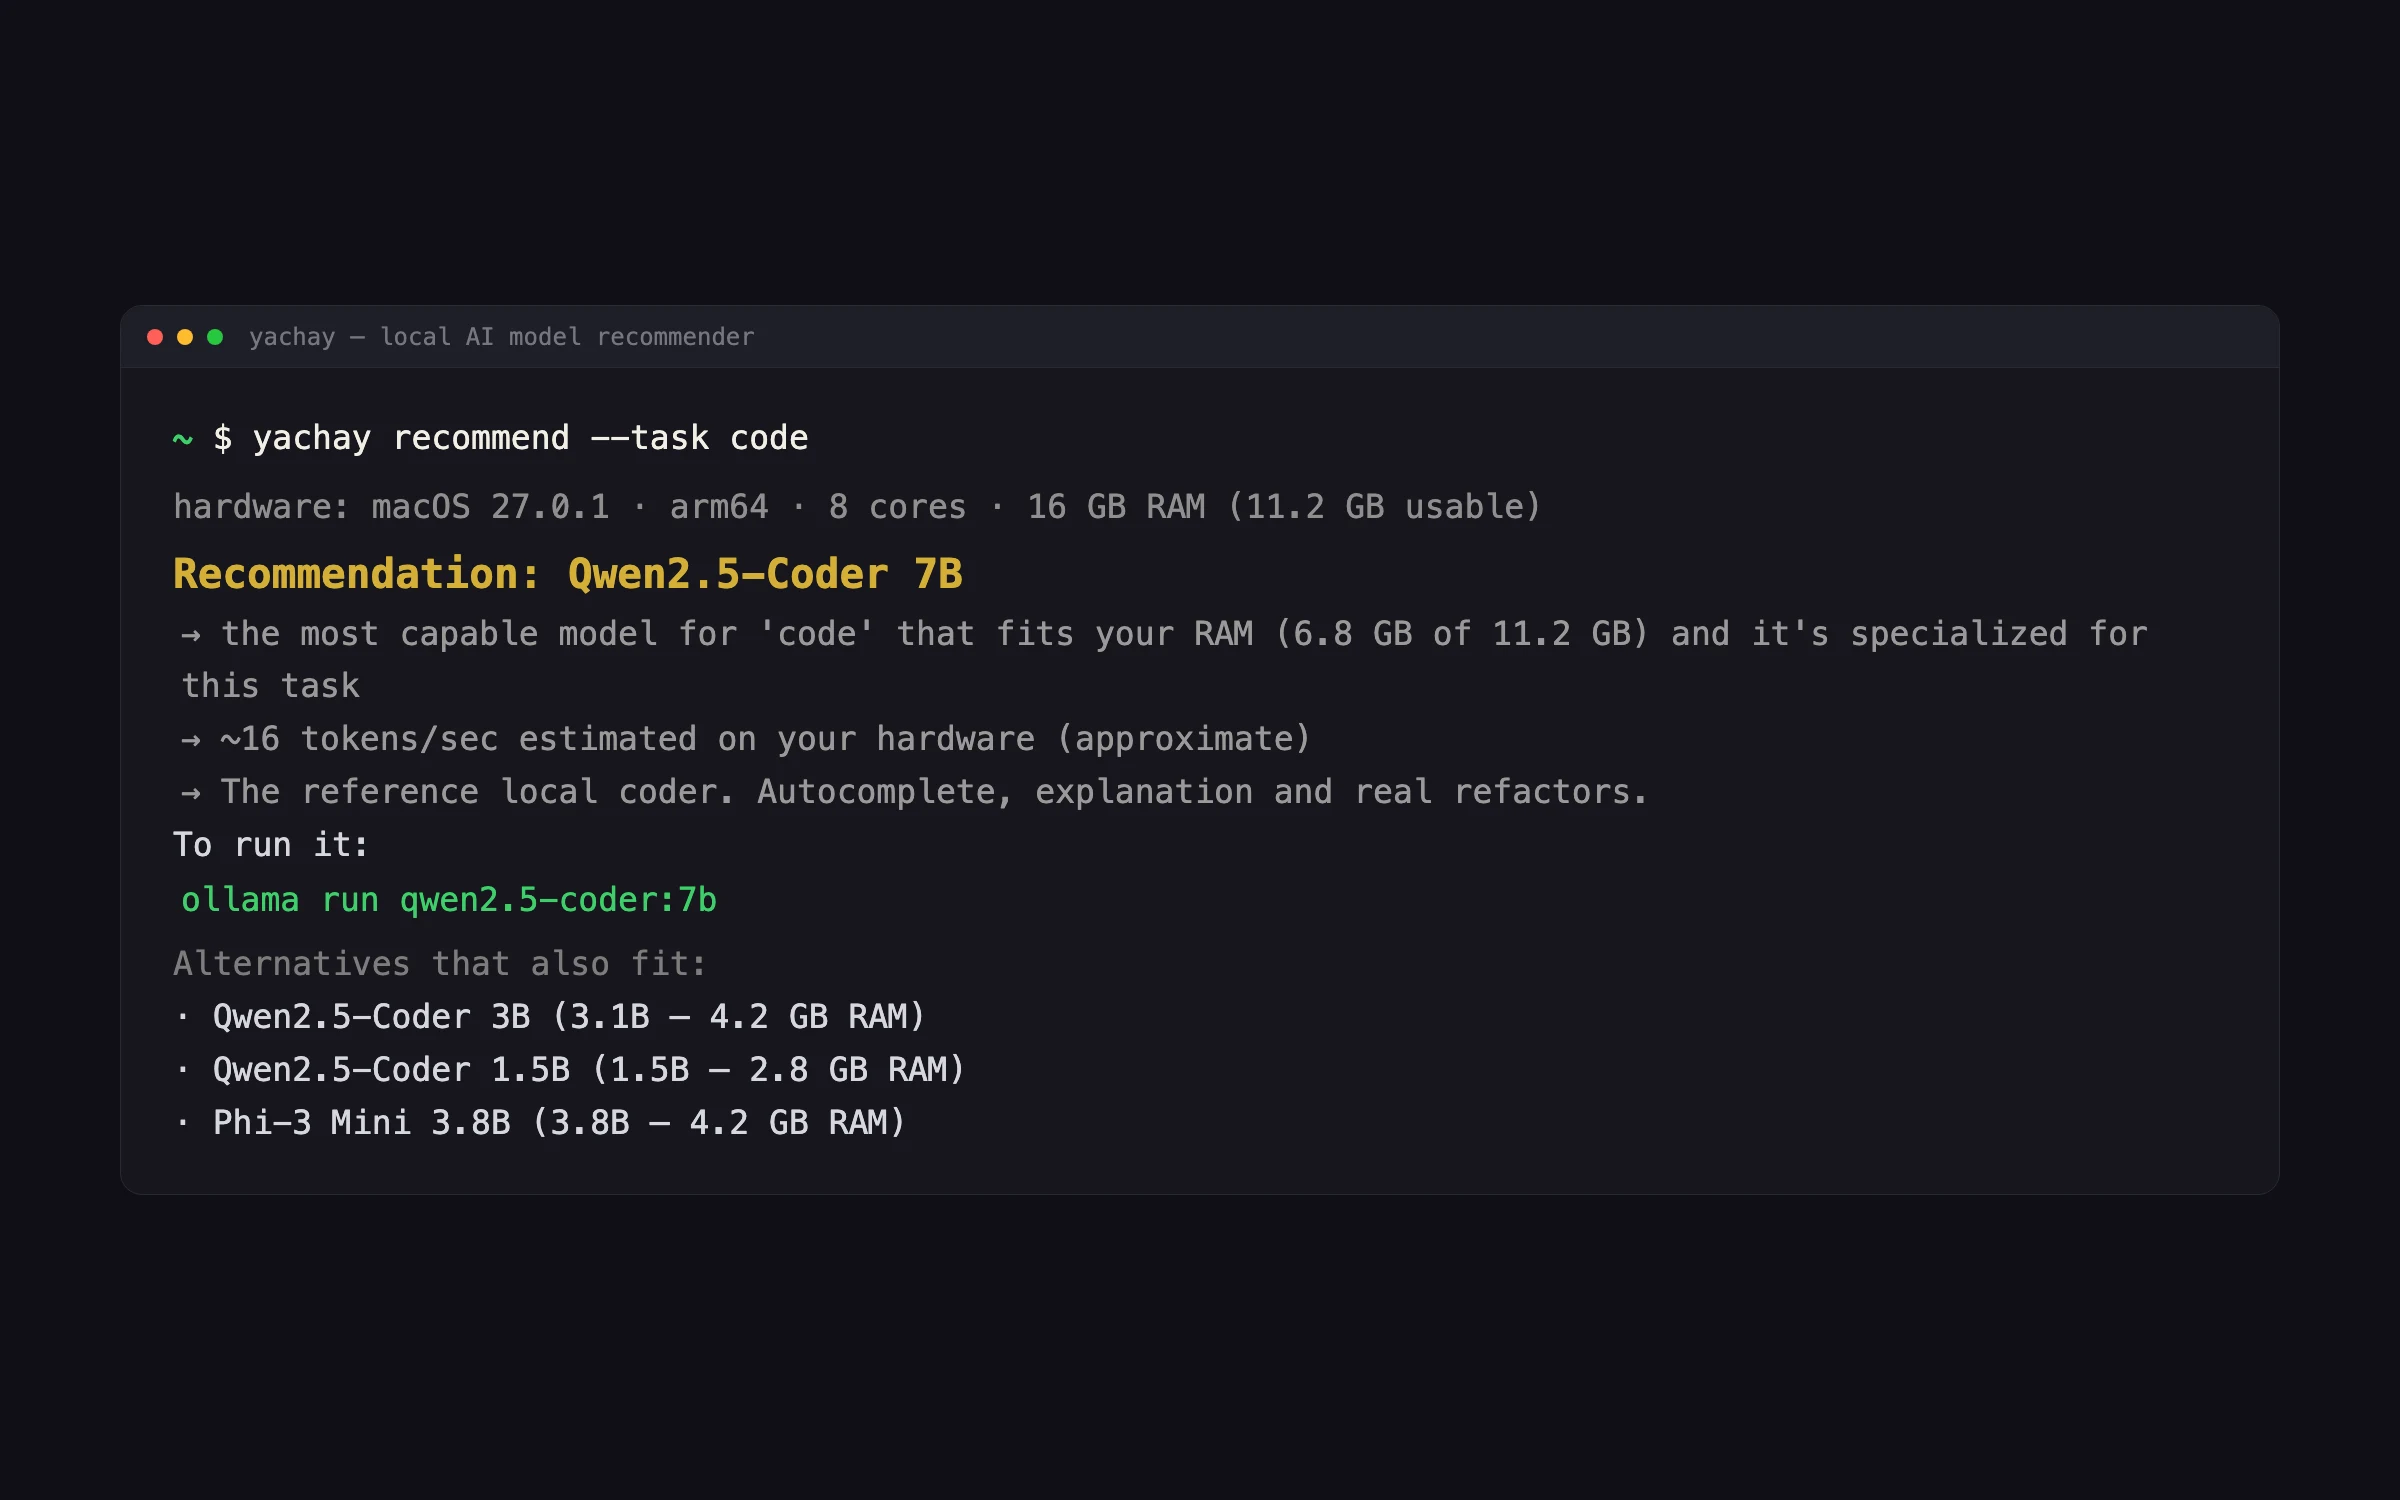 yachay — local AI model recommender
~ $ yachay recommend --task code
hardware: macOS 27.0.1 · arm64 · 8 cores · 16 GB RAM (11.2 GB usable)
Recommendation: Qwen2.5-Coder 7B
→ the most capable model for 'code' that fits your RAM (6.8 GB of 11.2 GB) and it's specialized for
this task
→ ~16 tokens/sec estimated on your hardware (approximate)
→ The reference local coder. Autocomplete, explanation and real refactors.
To run it:
ollama run qwen2.5-coder:7b
Alternatives that also fit:
· Qwen2.5-Coder 3B (3.1B — 4.2 GB RAM)
· Qwen2.5-Coder 1.5B (1.5B — 2.8 GB RAM)
· Phi-3 Mini 3.8B (3.8B — 4.2 GB RAM)